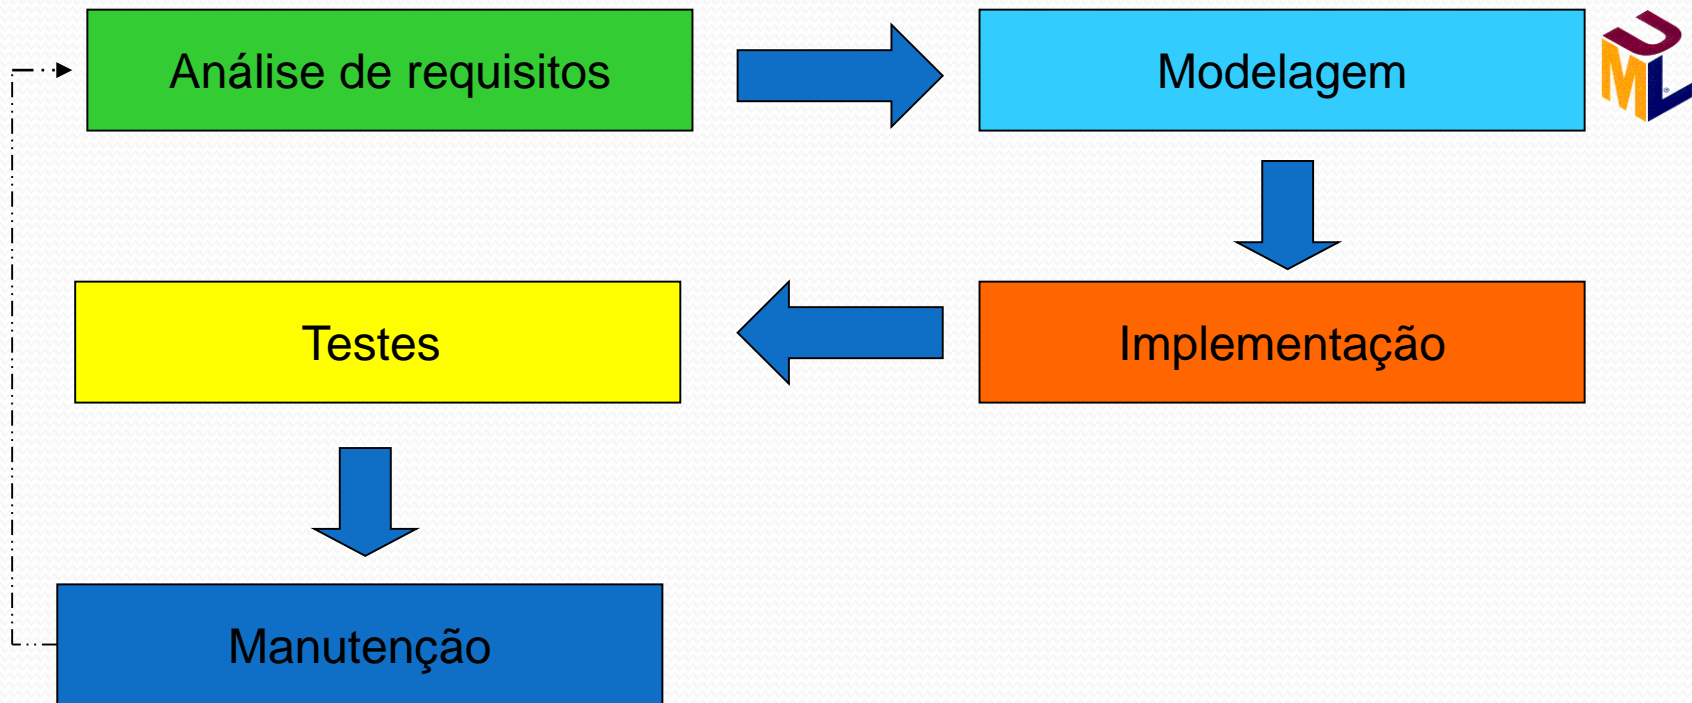 Análise de requisitos
Modelagem
UML
Testes
Implementação
Manutenção